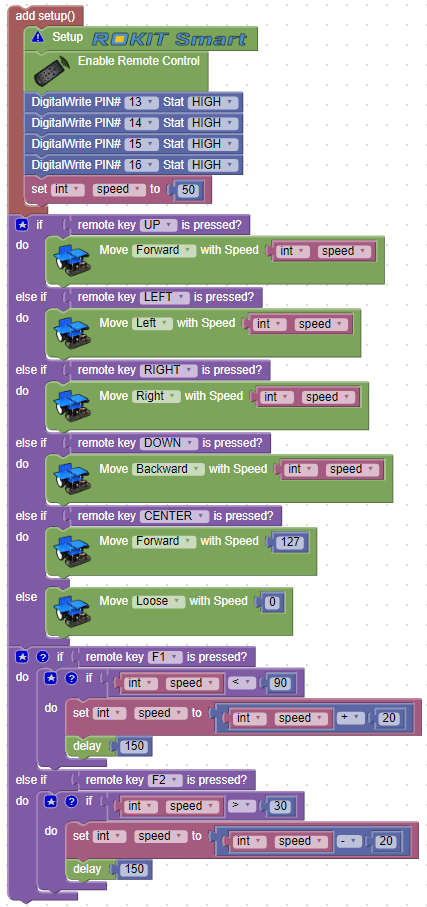 add setup()
Setup ROKIT Smart
Enable Remote Control
DigitalWrite PIN# 13 Stat HIGH
DigitalWrite PIN# 14 Stat HIGH
DigitalWrite PIN# 15 Stat HIGH
DigitalWrite PIN# 16 Stat HIGH
set int speed to 50
if remote key UP is pressed?
do Move Forward with Speed int speed
else if remote key LEFT is pressed?
do Move Left with Speed int speed
else if remote key RIGHT is pressed?
do Move Right with Speed int speed
else if remote key DOWN is pressed?
do Move Backward with Speed int speed
else if remote key CENTER is pressed?
do Move Forward with Speed 127
else Move Loose with Speed 0
? if remote key F1 is pressed?
do ? if int speed < 90
do set int speed to int speed + 20
delay 150
else if remote key F2 is pressed?
do ? if int speed > 30
do set int speed to int speed - 20
delay 150